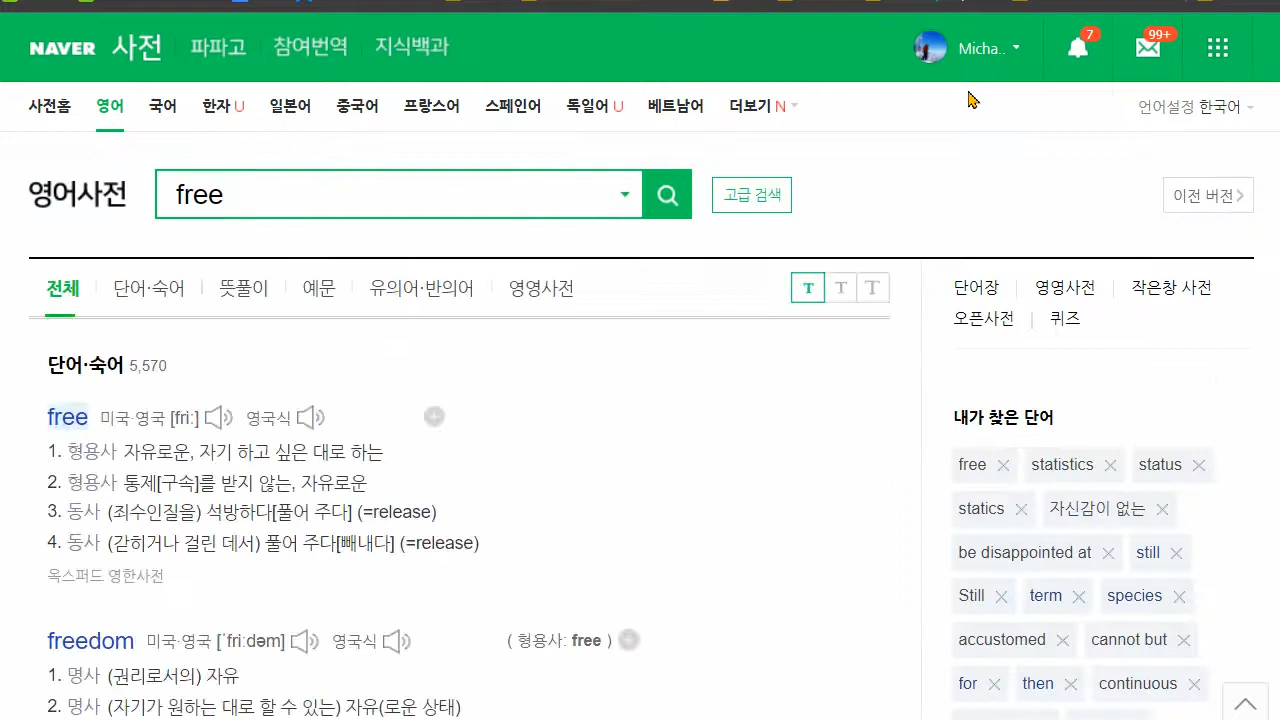 NAVER 사전 파파고 참여번역 지식백과 Micha.. 7 99+
사전홈 영어 국어 한자 U 일본어 중국어 프랑스어 스페인어 독일어 U 베트남어 더보기 N 언어설정 한국어
영어사전 free 고급 검색 이전 버전
전체 단어·숙어 뜻풀이 예문 유의어·반의어 영영사전 T T T
단어장 영영사전 작은창 사전
오픈사전 퀴즈
단어·숙어 5,570
free 미국·영국 [friː] 영국식
1. 형용사 자유로운, 자기 하고 싶은 대로 하는
2. 형용사 통제[구속]를 받지 않는, 자유로운
3. 동사 (죄수인질을) 석방하다[풀어 주다] (=release)
4. 동사 (갇히거나 걸린 데서) 풀어 주다[빼내다] (=release)
옥스퍼드 영한사전
freedom 미국·영국 [ˈfriːdəm] 영국식 ( 형용사: free )
1. 명사 (권리로서의) 자유
2. 명사 (자기가 원하는 대로 할 수 있는) 자유(로운 상태)
내가 찾은 단어
free statistics status
statics 자신감이 없는
be disappointed at still
Still term species
accustomed cannot but
for then continuous